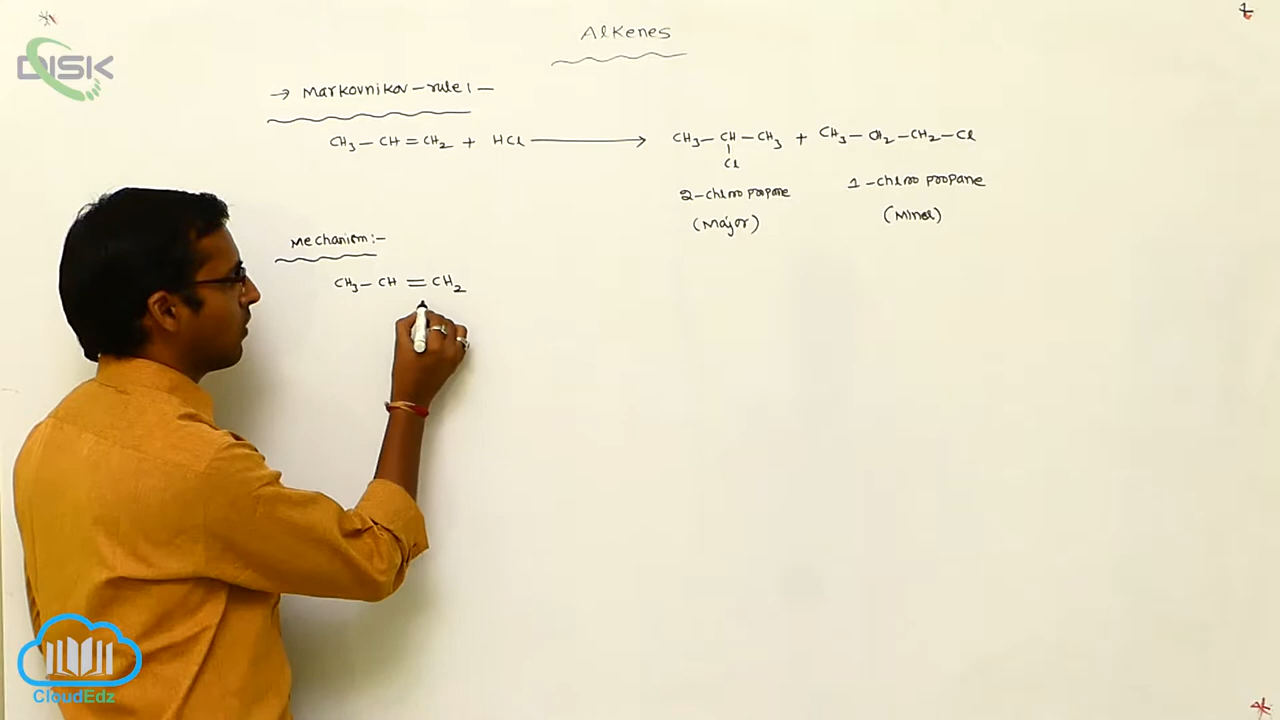 Alkenes
DISK
→ Markovnikov-rule :-
CH3-CH=CH2 + HCl → CH3-CH-CH3 + CH3-CH2-CH2-Cl
Cl
2-chloro propane 1-chloro propane
(Major) (Minor)
Mechanism:-
CH3-CH=CH2
CloudEdz